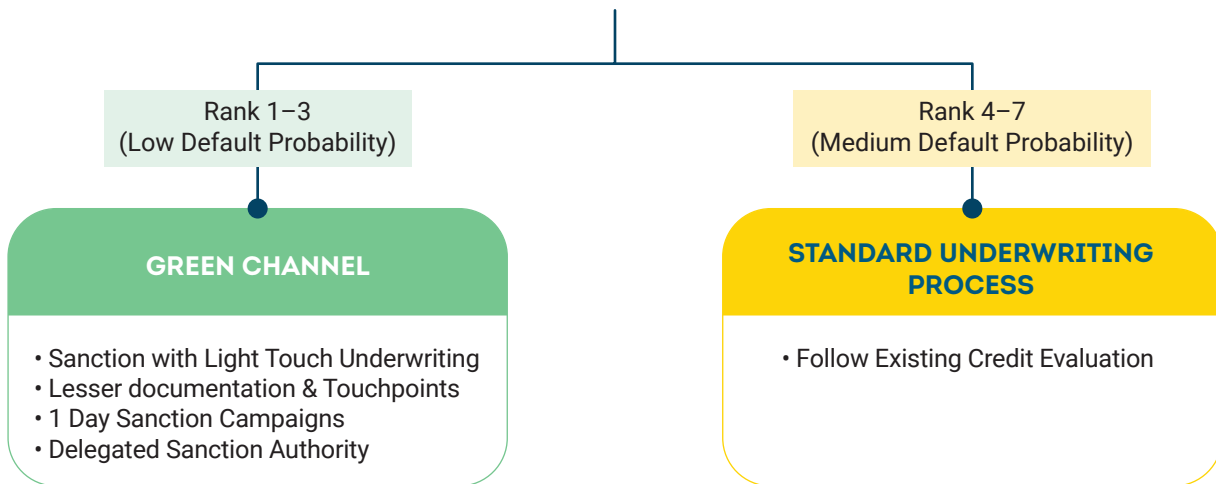 Rank 1–3
(Low Default Probability)
Rank 4–7
(Medium Default Probability)
GREEN CHANNEL
• Sanction with Light Touch Underwriting
• Lesser documentation & Touchpoints
• 1 Day Sanction Campaigns
• Delegated Sanction Authority
STANDARD UNDERWRITING
PROCESS
• Follow Existing Credit Evaluation